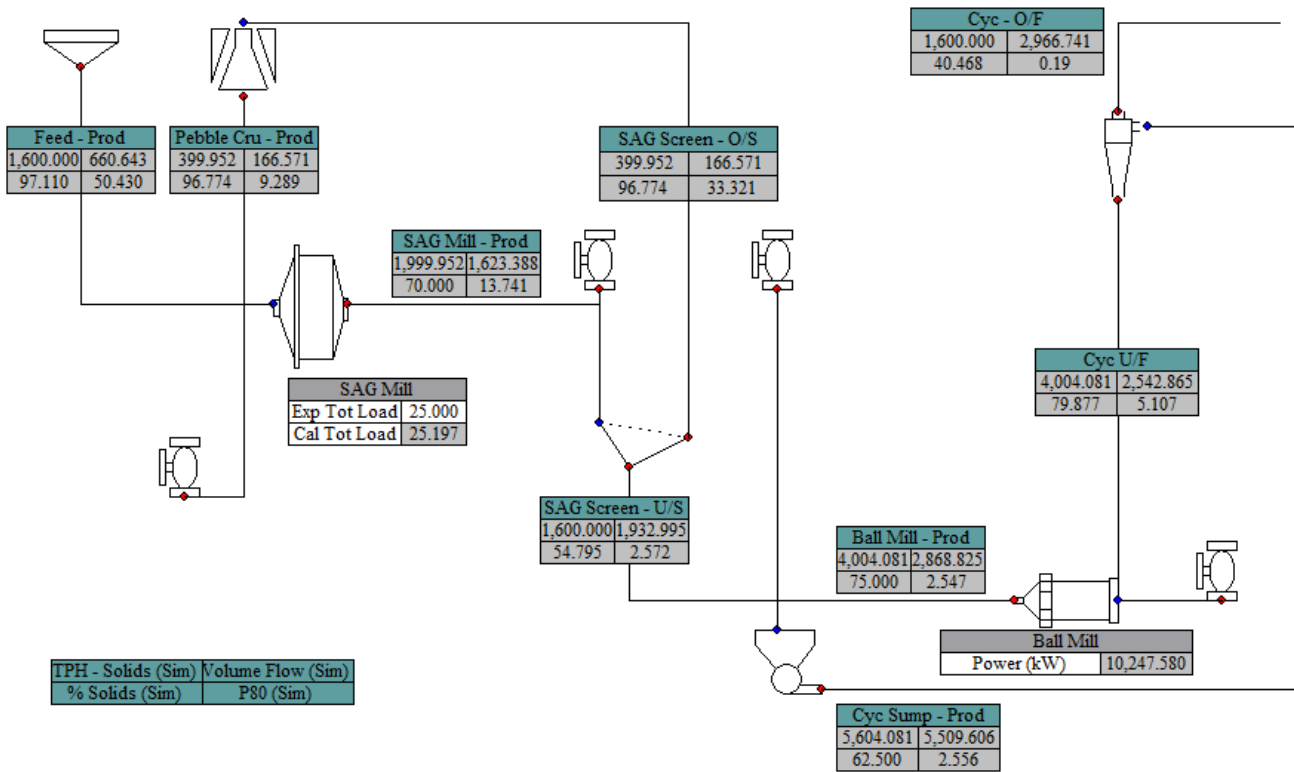 Cyc - O/F
1,600.000 2,966.741
40.468 0.19
Feed - Prod
1,600.000 660.643
97.110 50.430
Pebble Cru - Prod
399.952 166.571
96.774 9.289
SAG Screen - O/S
399.952 166.571
96.774 33.321
SAG Mill - Prod
1,999.952 1,623.388
70.000 13.741
Cyc U/F
4,004.081 2,542.865
79.877 5.107
SAG Mill
Exp Tot Load 25.000
Cal Tot Load 25.197
SAG Screen - U/S
1,600.000 1,932.995
54.795 2.572
Ball Mill - Prod
4,004.081 2,868.825
75.000 2.547
Ball Mill
Power (kW) 10,247.580
TPH - Solids (Sim) Volume Flow (Sim)
% Solids (Sim) P80 (Sim)
Cyc Sump - Prod
5,604.081 5,509.606
62.500 2.556